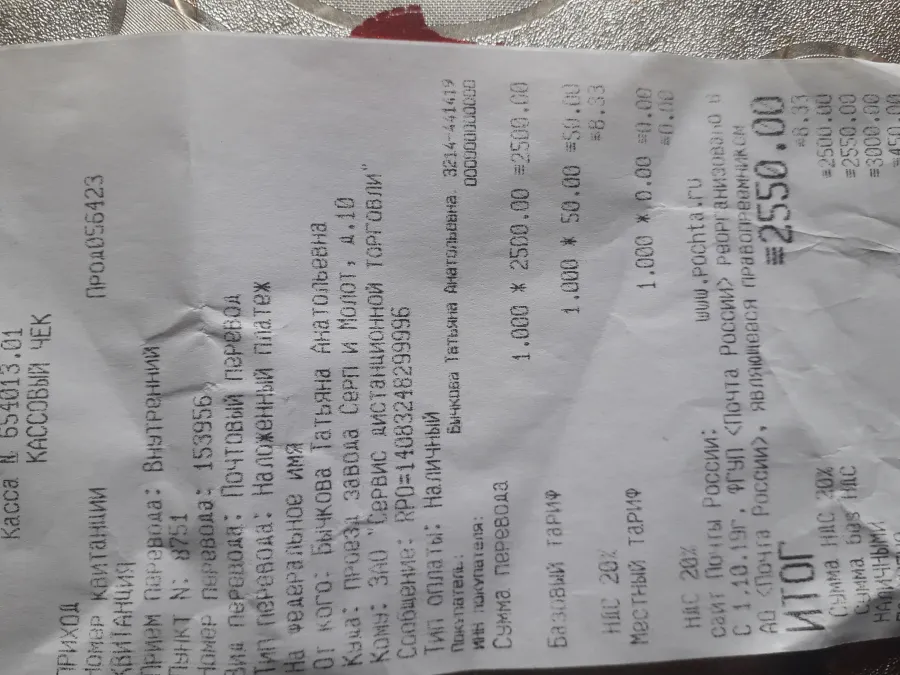 Касса № 654013.01
КАССОВЫЙ ЧЕК
ПРИХОД
НОМЕР КВИТАНЦИИ ПРОД056423
КВИТАНЦИЯ
ПРИЕМ ПЕРЕВОДА: ВНУТРЕННИЙ
ПУНКТ N: 8751
НОМЕР ПЕРЕВОДА: 153956
ВИД ПЕРЕВОДА: ПОЧТОВЫЙ ПЕРЕВОД
ТИП ПЕРЕВОДА: НАЛОЖЕННЫЙ ПЛАТЕЖ
НА ФЕДЕРАЛЬНОЕ ИМЯ
ОТ КОГО: БЫЧКОВА ТАТЬЯНА АНАТОЛЬЕВНА
КУДА: ПРОЕЗД ЗАВОДА СЕРП И МОЛОТ, Д.10
КОМУ: ЗАО "СЕРВИС ДИСТАНЦИОННОЙ ТОРГОВЛИ"
СООБЩЕНИЕ: RPO=14083248299996
ТИП ОПЛАТЫ: НАЛИЧНЫЙ
ПОКУПАТЕЛЬ: БЫЧКОВА ТАТЬЯНА АНАТОЛЬЕВНА. 3214-441419
ИНН ПОКУПАТЕЛЯ: 000000000000
СУММА ПЕРЕВОДА
1.000 * 2500.00 =2500.00
БАЗОВЫЙ ТАРИФ
1.000 * 50.00 =50.00
НДС 20% =8.33
МЕСТНЫЙ ТАРИФ
1.000 * 0.00 =0.00
НДС 20% =0.00
САЙТ ПОЧТЫ РОССИИ: www.pochta.ru
С 1.10.19г. ФГУП <ПОЧТА РОССИИ> РЕОРГАНИЗОВАНО В
АО <ПОЧТА РОССИИ>, ЯВЛЯЮЩЕЕСЯ ПРАВОПРЕЕМНИКОМ
ИТОГ =2550.00
СУММА НДС 20% =8.33
СУММА БЕЗ НДС =2500.00
=2550.00
НАЛИЧНЫМИ =3000.00
=450.00